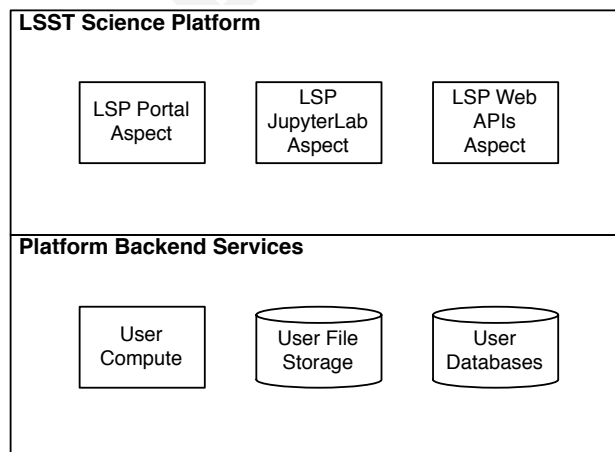 LSST Science Platform
LSP Portal
Aspect
LSP
JupyterLab
Aspect
LSP Web
APIs
Aspect
Platform Backend Services
User
Compute
User File
Storage
User
Databases